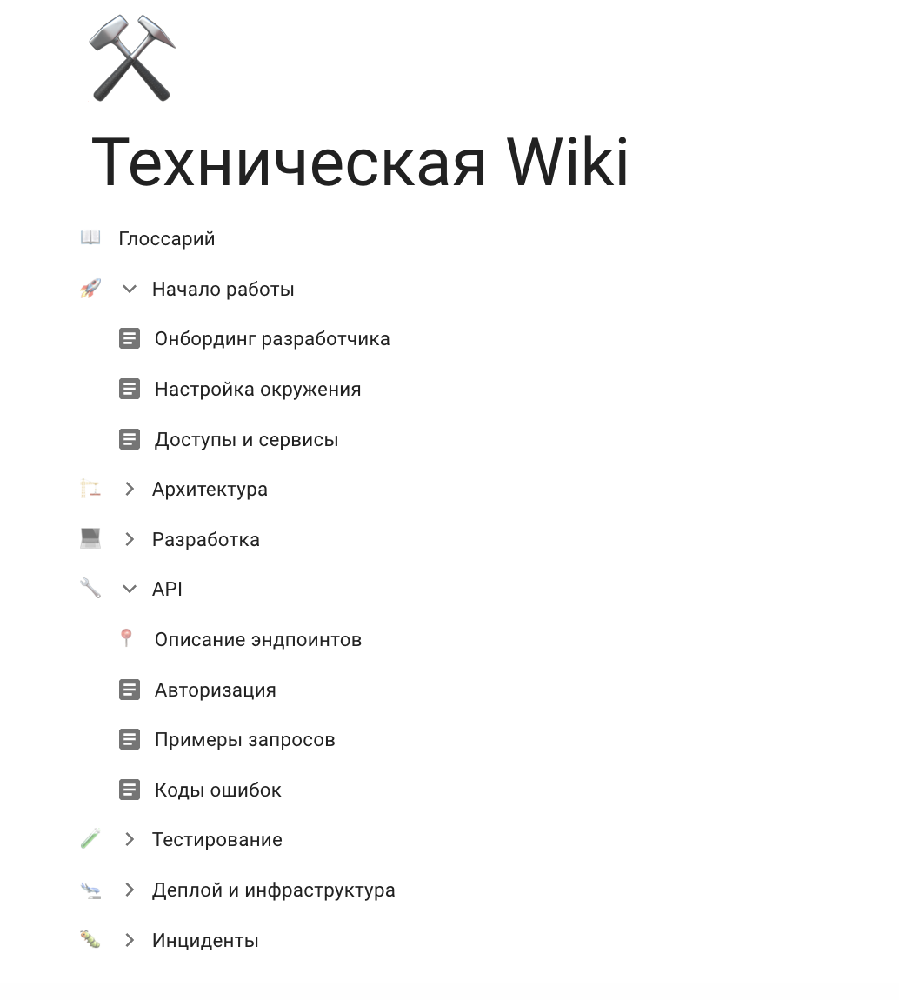 Техническая Wiki
Глоссарий
Начало работы
Онбординг разработчика
Настройка окружения
Доступы и сервисы
Архитектура
Разработка
API
Описание эндпоинтов
Авторизация
Примеры запросов
Коды ошибок
Тестирование
Деплой и инфраструктура
Инциденты